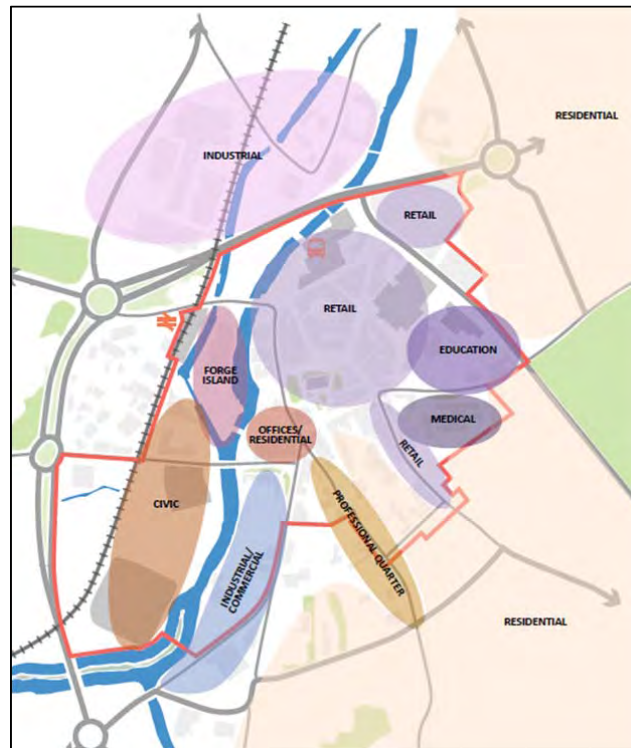 RESIDENTIAL
INDUSTRIAL
RETAIL
RETAIL
EDUCATION
FORGE
ISLAND
MEDICAL
OFFICES/
RESIDENTIAL
RETAIL
CIVIC
PROFESSIONAL QUARTER
INDUSTRIAL/
COMMERCIAL
RESIDENTIAL